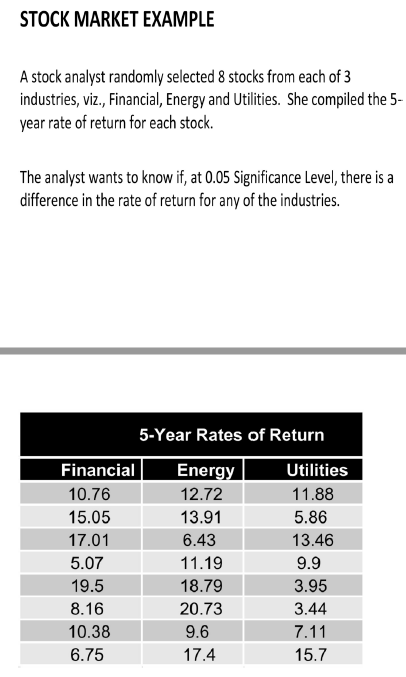 STOCK MARKET EXAMPLE
A stock analyst randomly selected 8 stocks from each of 3
industries, viz., Financial, Energy and Utilities. She compiled the 5-
year rate of return for each stock.
The analyst wants to know if, at 0.05 Significance Level, there is a
difference in the rate of return for any of the industries.
5-Year Rates of Return
Financial Energy Utilities
10.76 12.72 11.88
15.05 13.91 5.86
17.01 6.43 13.46
5.07 11.19 9.9
19.5 18.79 3.95
8.16 20.73 3.44
10.38 9.6 7.11
6.75 17.4 15.7